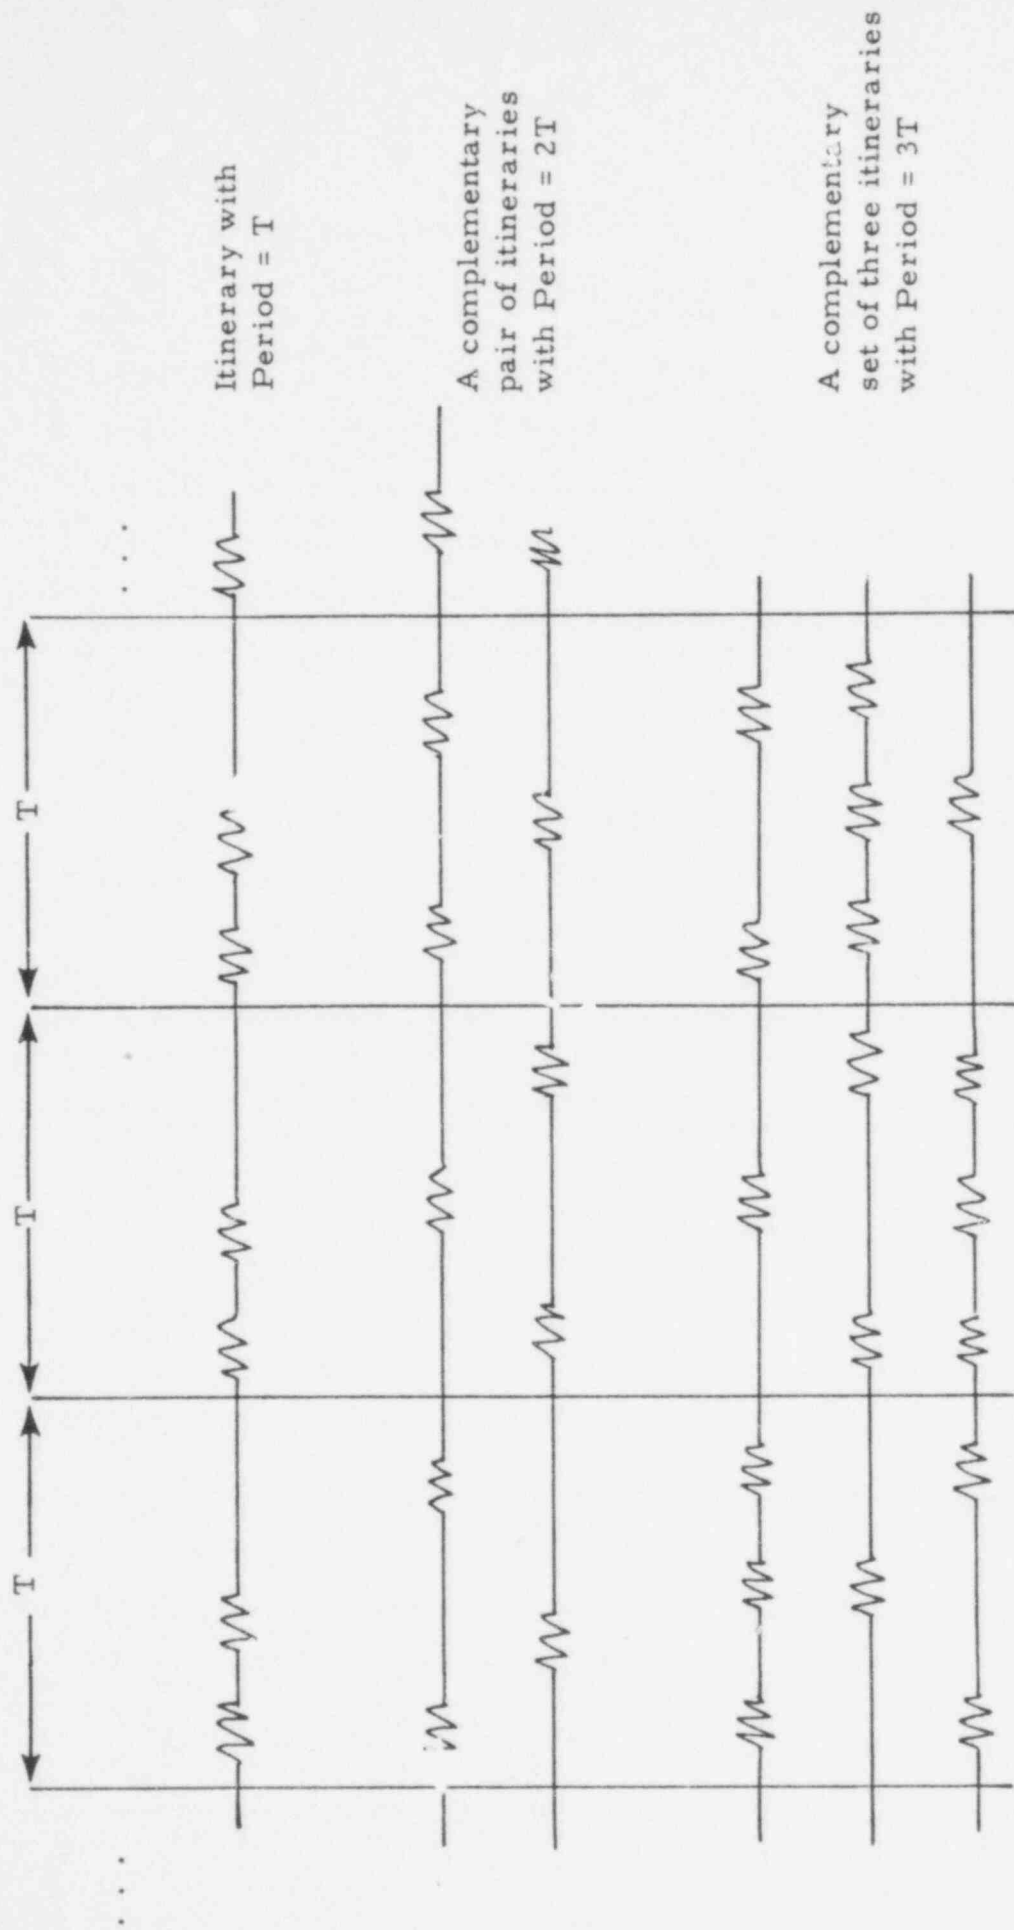 T
T
T
. . .
. . .
Itinerary with
Period = T
A complementary
pair of itineraries
with Period = 2T
A complementary
set of three itineraries
with Period = 3T